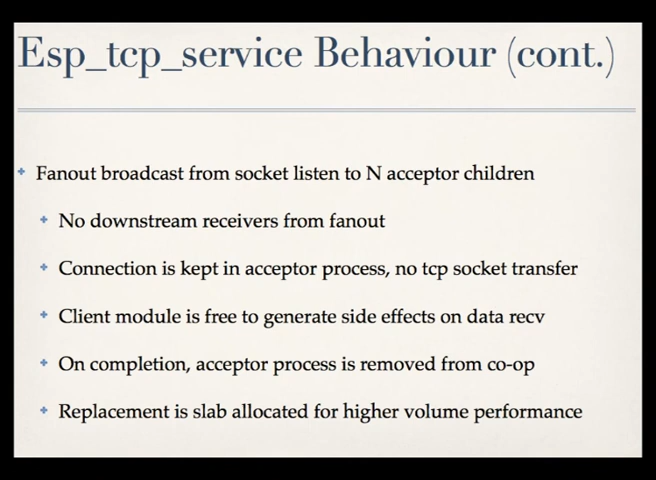 Esp_tcp_service Behaviour (cont.)
Fanout broadcast from socket listen to N acceptor children
No downstream receivers from fanout
Connection is kept in acceptor process, no tcp socket transfer
Client module is free to generate side effects on data recv
On completion, acceptor process is removed from co-op
Replacement is slab allocated for higher volume performance